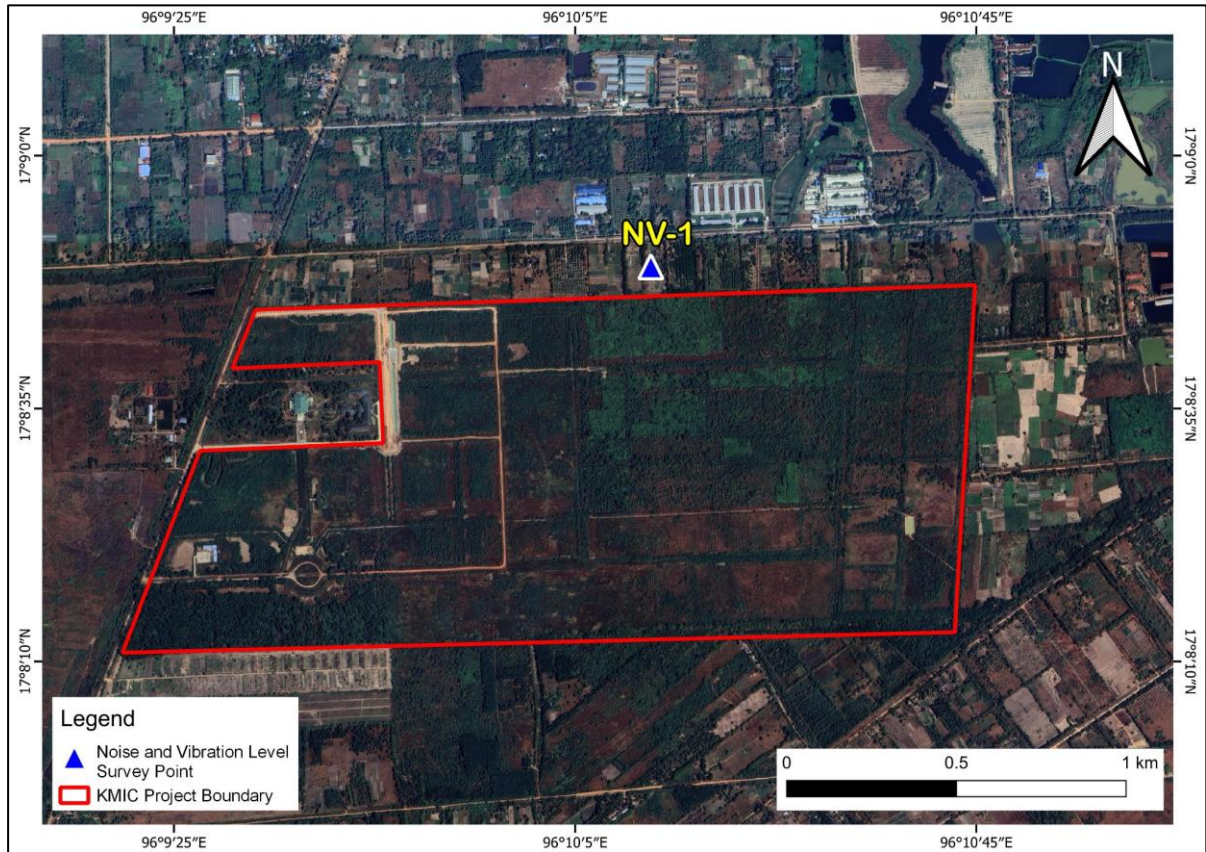 96°9′25″E 96°10′5″E 96°10′45″E
N
17°9′0″N 17°9′0″N
NV-1
17°8′35″N 17°8′35″N
17°8′10″N 17°8′10″N
Legend
Noise and Vibration Level
Survey Point
KMIC Project Boundary
0 0.5 1 km
96°9′25″E 96°10′5″E 96°10′45″E